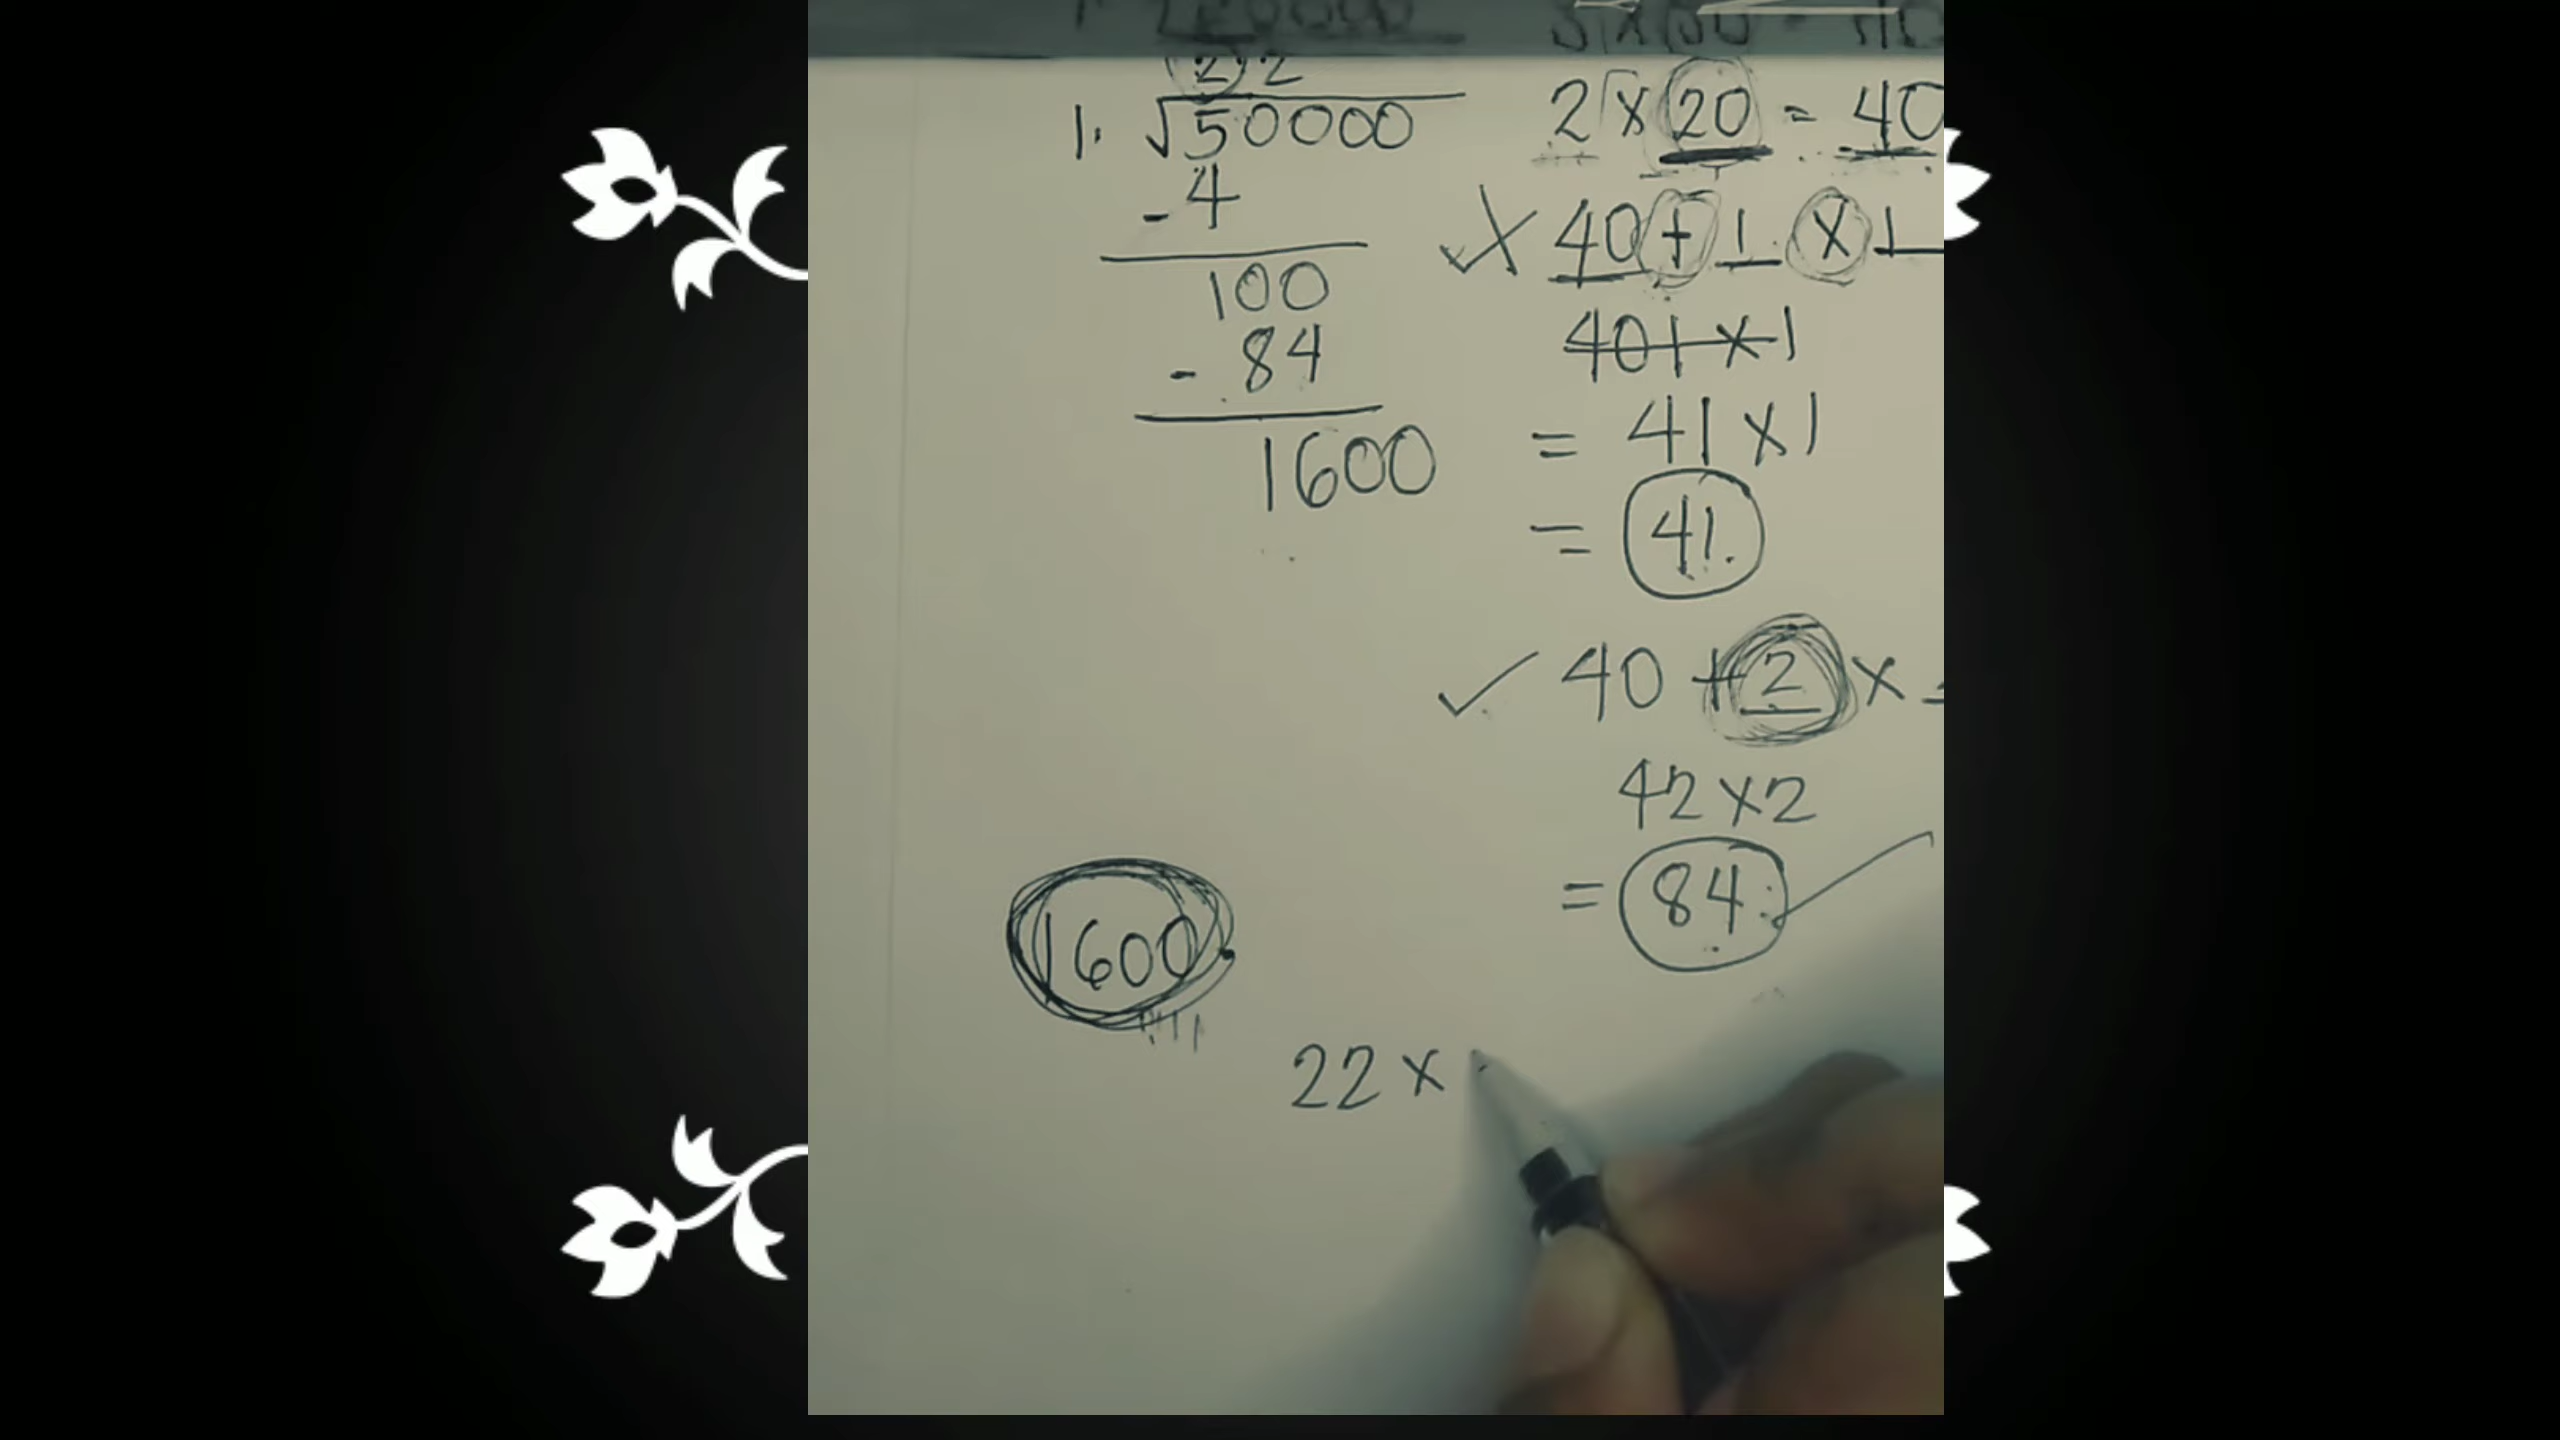 2 2
1. √50000
- 4
100
- 84
1600
2 x 20 = 40
40 + 1 x 1
401 x 1
= 41 x 1
= 41.
40 + 2 x
42 x 2
= 84
1600
22 x